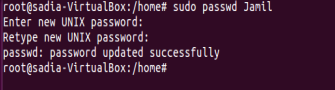 root@sadia-VirtualBox:/home# sudo passwd Jamil
Enter new UNIX password:
Retype new UNIX password:
passwd: password updated successfully
root@sadia-VirtualBox:/home#